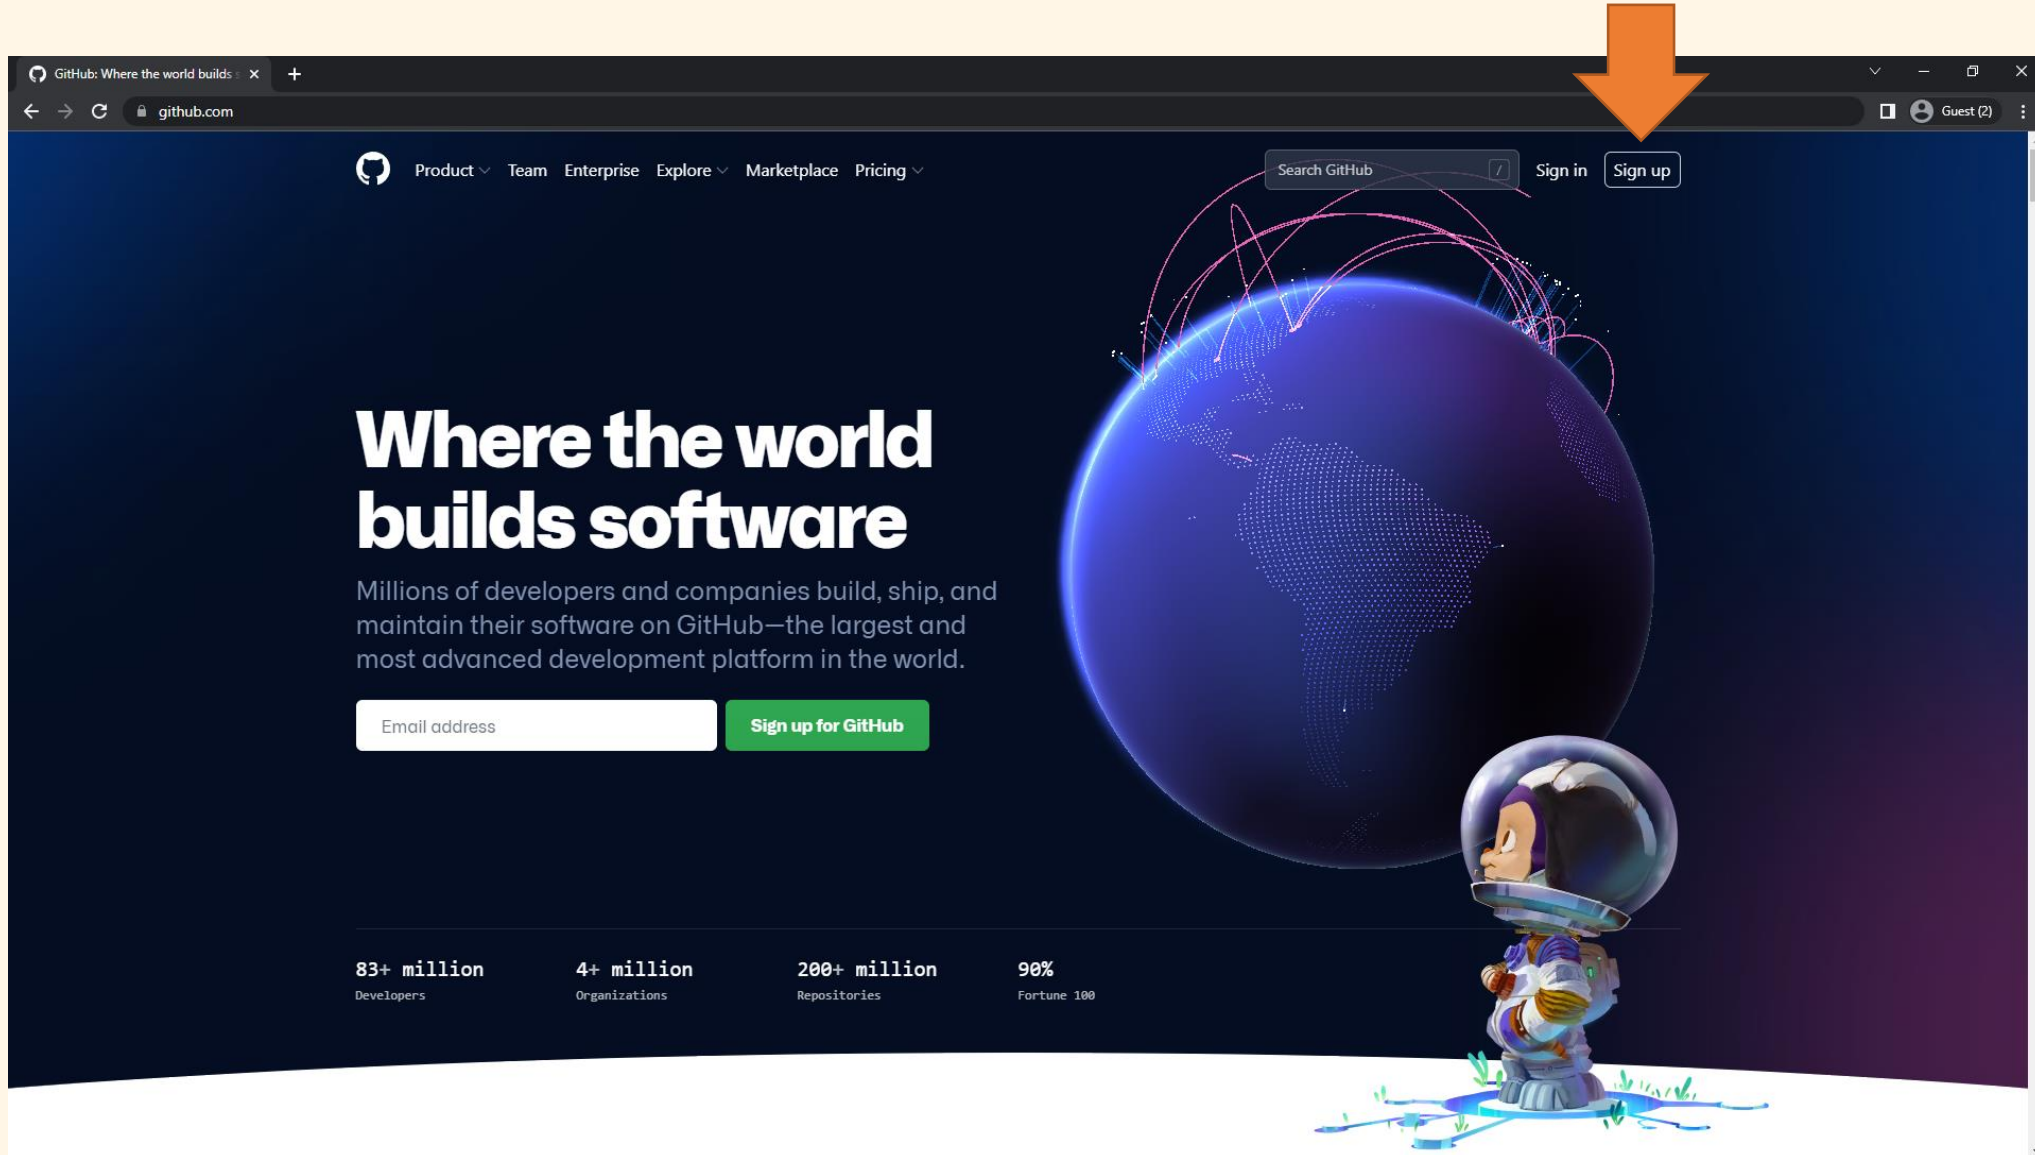 GitHub: Where the world builds s
github.com
Guest (2)
Product Team Enterprise Explore Marketplace Pricing
Search GitHub /
Sign in
Sign up
Where the world
builds software
Millions of developers and companies build, ship, and
maintain their software on GitHub—the largest and
most advanced development platform in the world.
Email address
Sign up for GitHub
83+ million
Developers
4+ million
Organizations
200+ million
Repositories
90%
Fortune 100